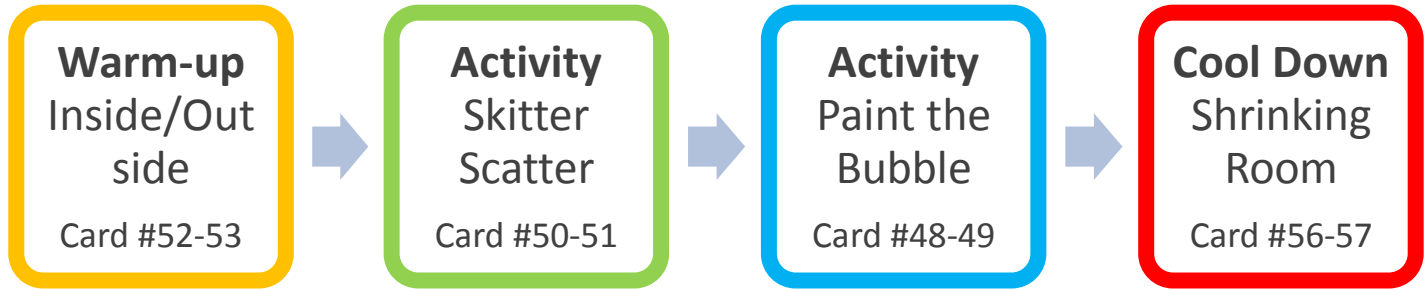 Warm-up
Inside/Out
side
Card #52-53
Activity
Skitter
Scatter
Card #50-51
Activity
Paint the
Bubble
Card #48-49
Cool Down
Shrinking
Room
Card #56-57